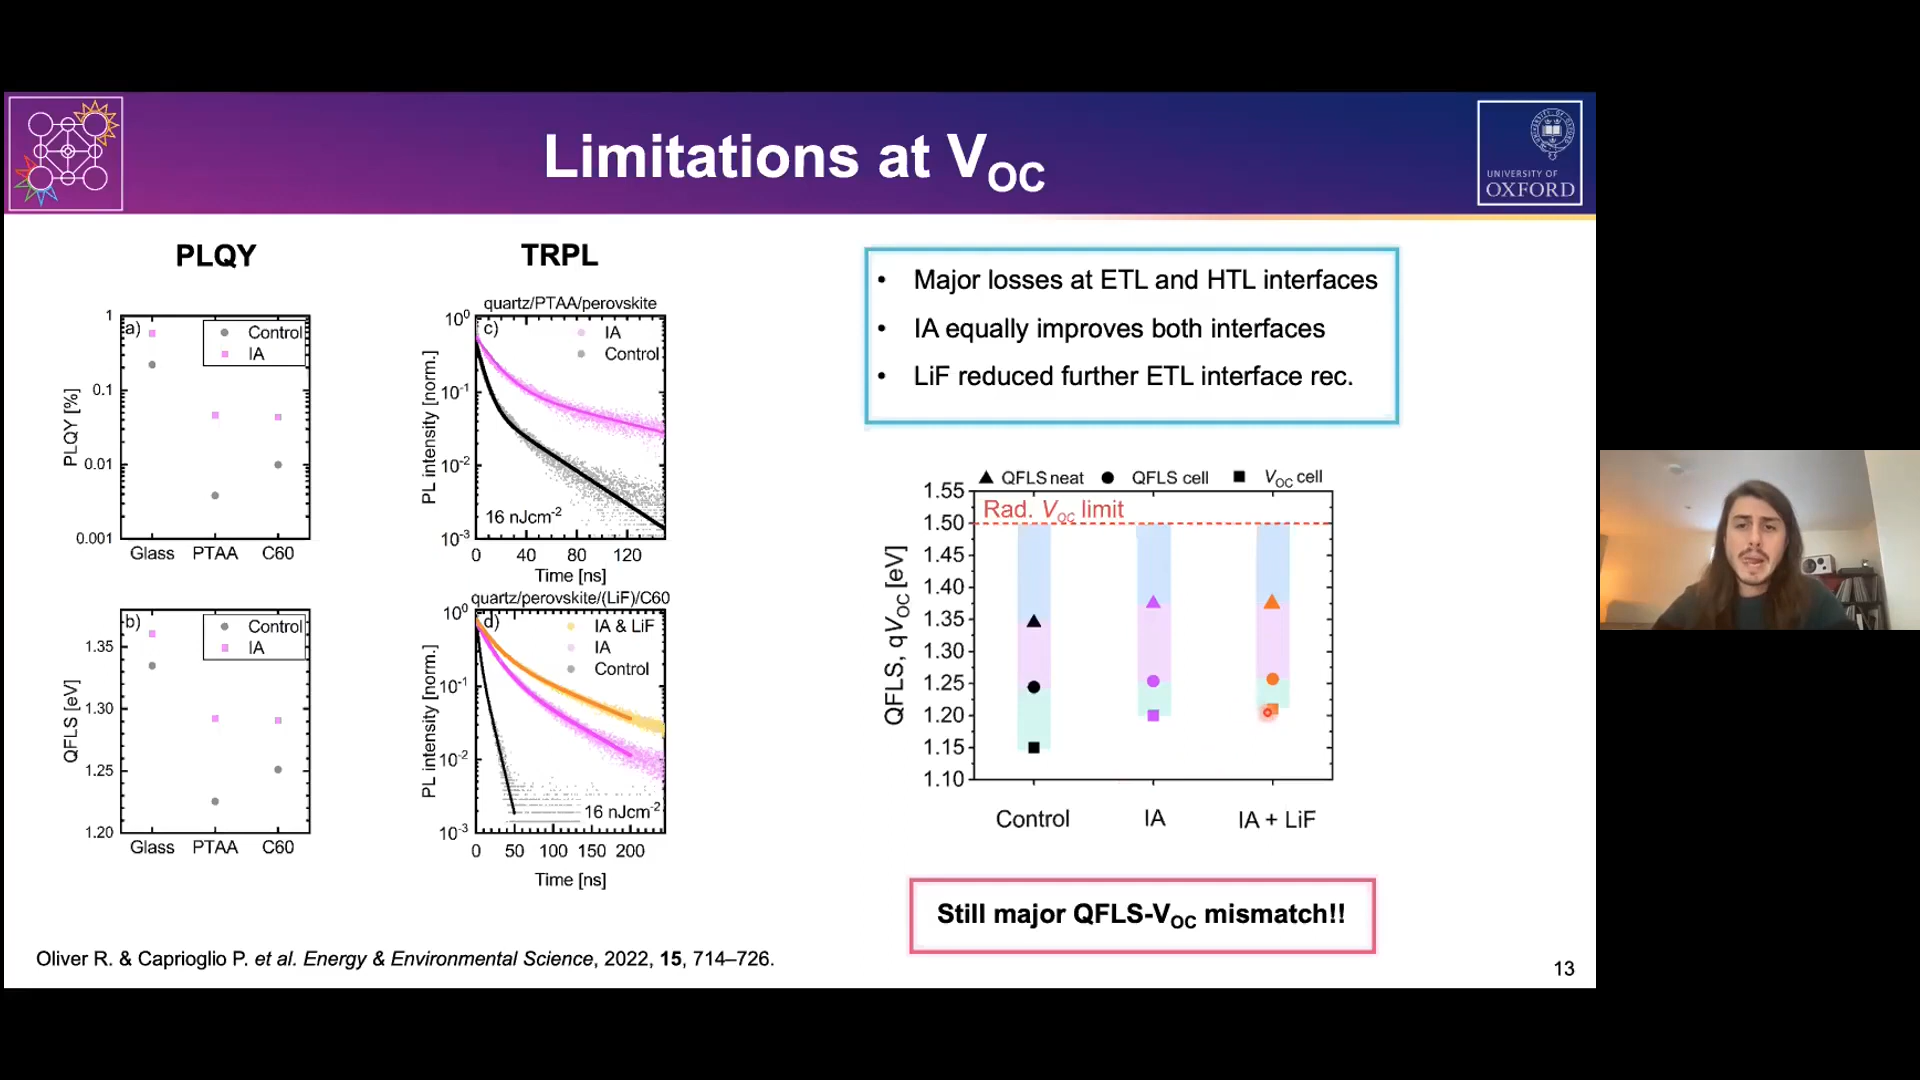 Limitations at VOC
UNIVERSITY OF
OXFORD
PLQY
TRPL
a)
Control
IA
1
0.1
0.01
0.001
PLQY [%]
Glass PTAA C60
b)
Control
IA
1.35
1.30
1.25
1.20
QFLS [eV]
Glass PTAA C60
quartz/PTAA/perovskite
c)
IA
Control
10^0
10^-1
10^-2
10^-3
PL intensity [norm.]
16 nJcm^-2
0 40 80 120
Time [ns]
quartz/perovskite/(LiF)/C60
d)
IA & LiF
IA
Control
10^0
10^-1
10^-2
10^-3
PL intensity [norm.]
16 nJcm^-2
0 50 100 150 200
Time [ns]
• Major losses at ETL and HTL interfaces
• IA equally improves both interfaces
• LiF reduced further ETL interface rec.
QFLS neat QFLS cell VOC cell
Rad. VOC limit
1.55
1.50
1.45
1.40
1.35
1.30
1.25
1.20
1.15
1.10
QFLS, qVOC [eV]
Control IA IA + LiF
Still major QFLS-VOC mismatch!!
Oliver R. & Caprioglio P. et al. Energy & Environmental Science, 2022, 15, 714–726.
13